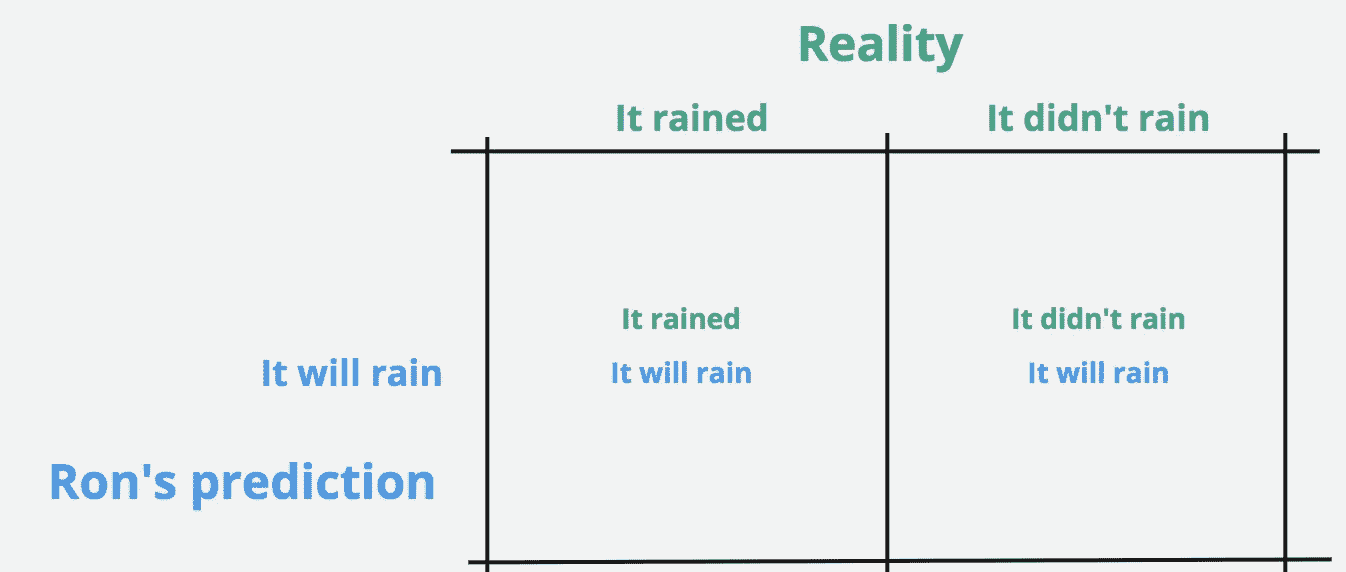 Reality
It rained It didn't rain
It rained It didn't rain
It will rain It will rain It will rain
Ron's prediction